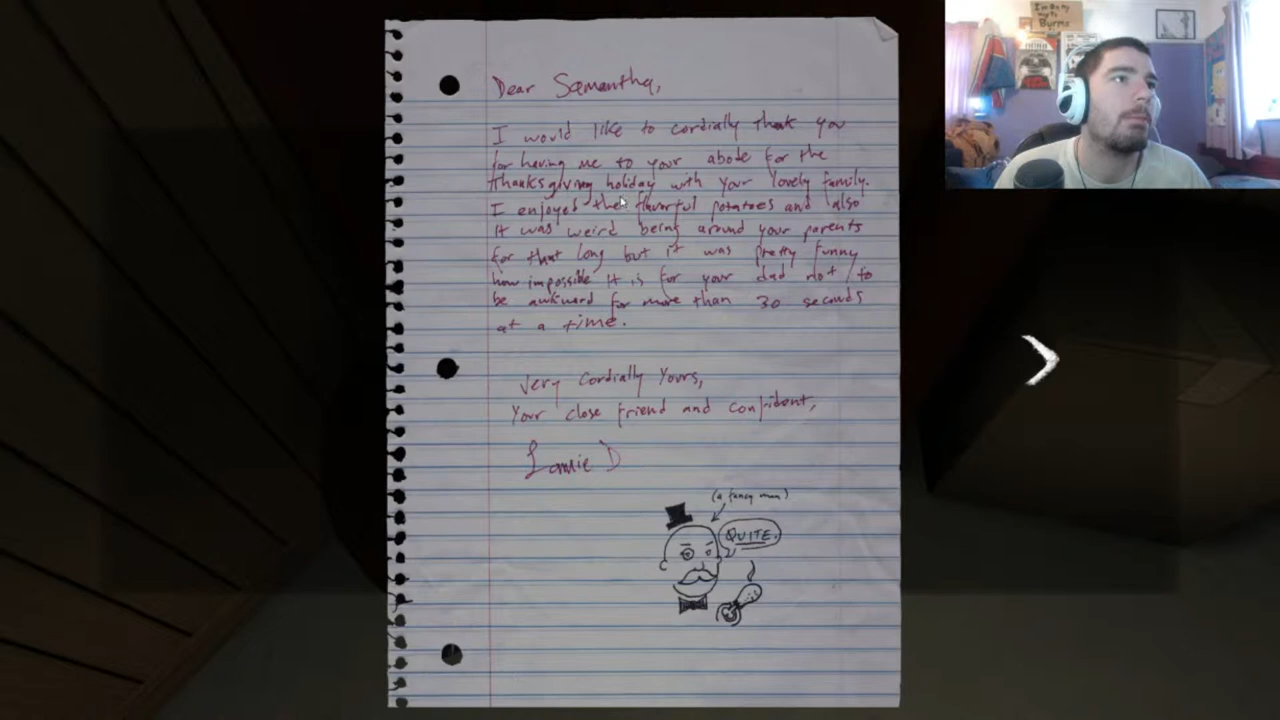 Dear Samantha,
I would like to cordially thank you
for having me to your abode for the
thanksgiving holiday with your lovely family.
I enjoyed the flavorful potatoes and also
It was weird being around your parents
for that long but it was pretty funny
how impossible it is for your dad not to
be awkward for more than 30 seconds
at a time.
Very Cordially Yours,
Your close friend and confident,
Lonnie D
(a fancy man)
QUITE.